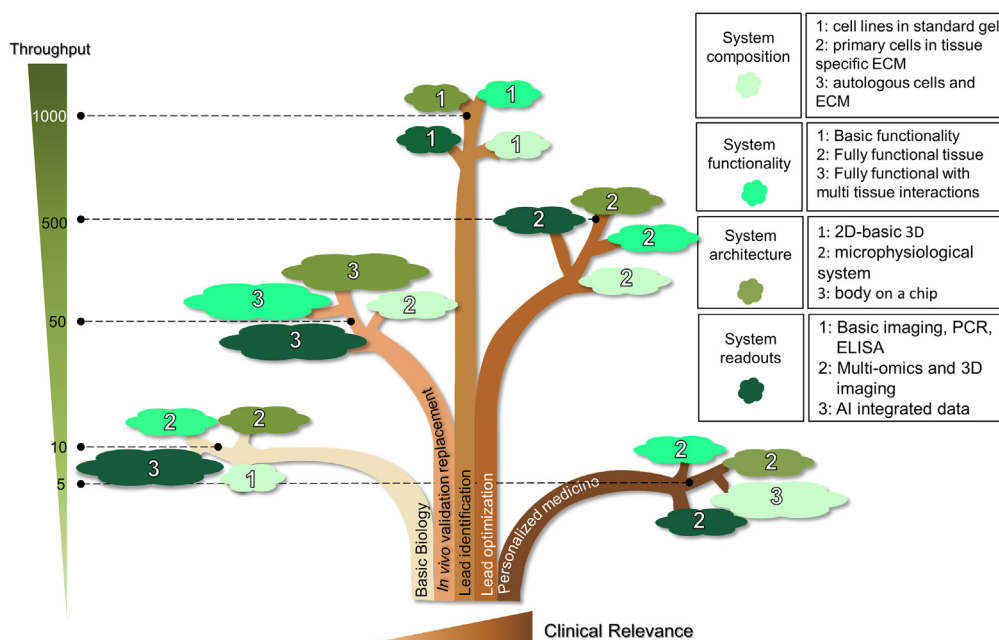 Throughput
1000
500
50
10
5
1
1
1
1
2
2
2
2
3
3
2
3
2
2
3
1
2
2
3
2
Basic Biology
In vivo validation replacement
Lead identification
Lead optimization
Personalized medicine
Clinical Relevance
System
composition
1: cell lines in standard gel
2: primary cells in tissue
specific ECM
3: autologous cells and
ECM
System
functionality
1: Basic functionality
2: Fully functional tissue
3: Fully functional with
multi tissue interactions
System
architecture
1: 2D-basic 3D
2: microphysiological
system
3: body on a chip
System
readouts
1: Basic imaging, PCR,
ELISA
2: Multi-omics and 3D
imaging
3: AI integrated data